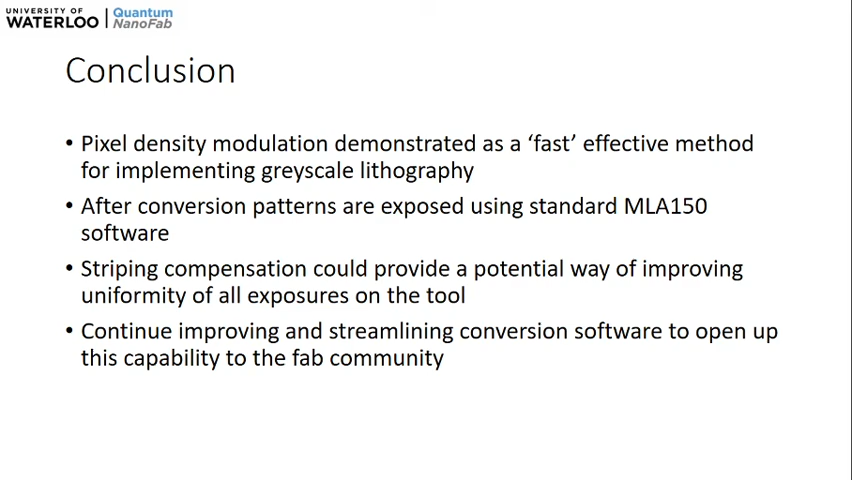 UNIVERSITY OF
WATERLOO
Quantum
NanoFab
Conclusion
• Pixel density modulation demonstrated as a ‘fast’ effective method
for implementing greyscale lithography
• After conversion patterns are exposed using standard MLA150
software
• Striping compensation could provide a potential way of improving
uniformity of all exposures on the tool
• Continue improving and streamlining conversion software to open up
this capability to the fab community